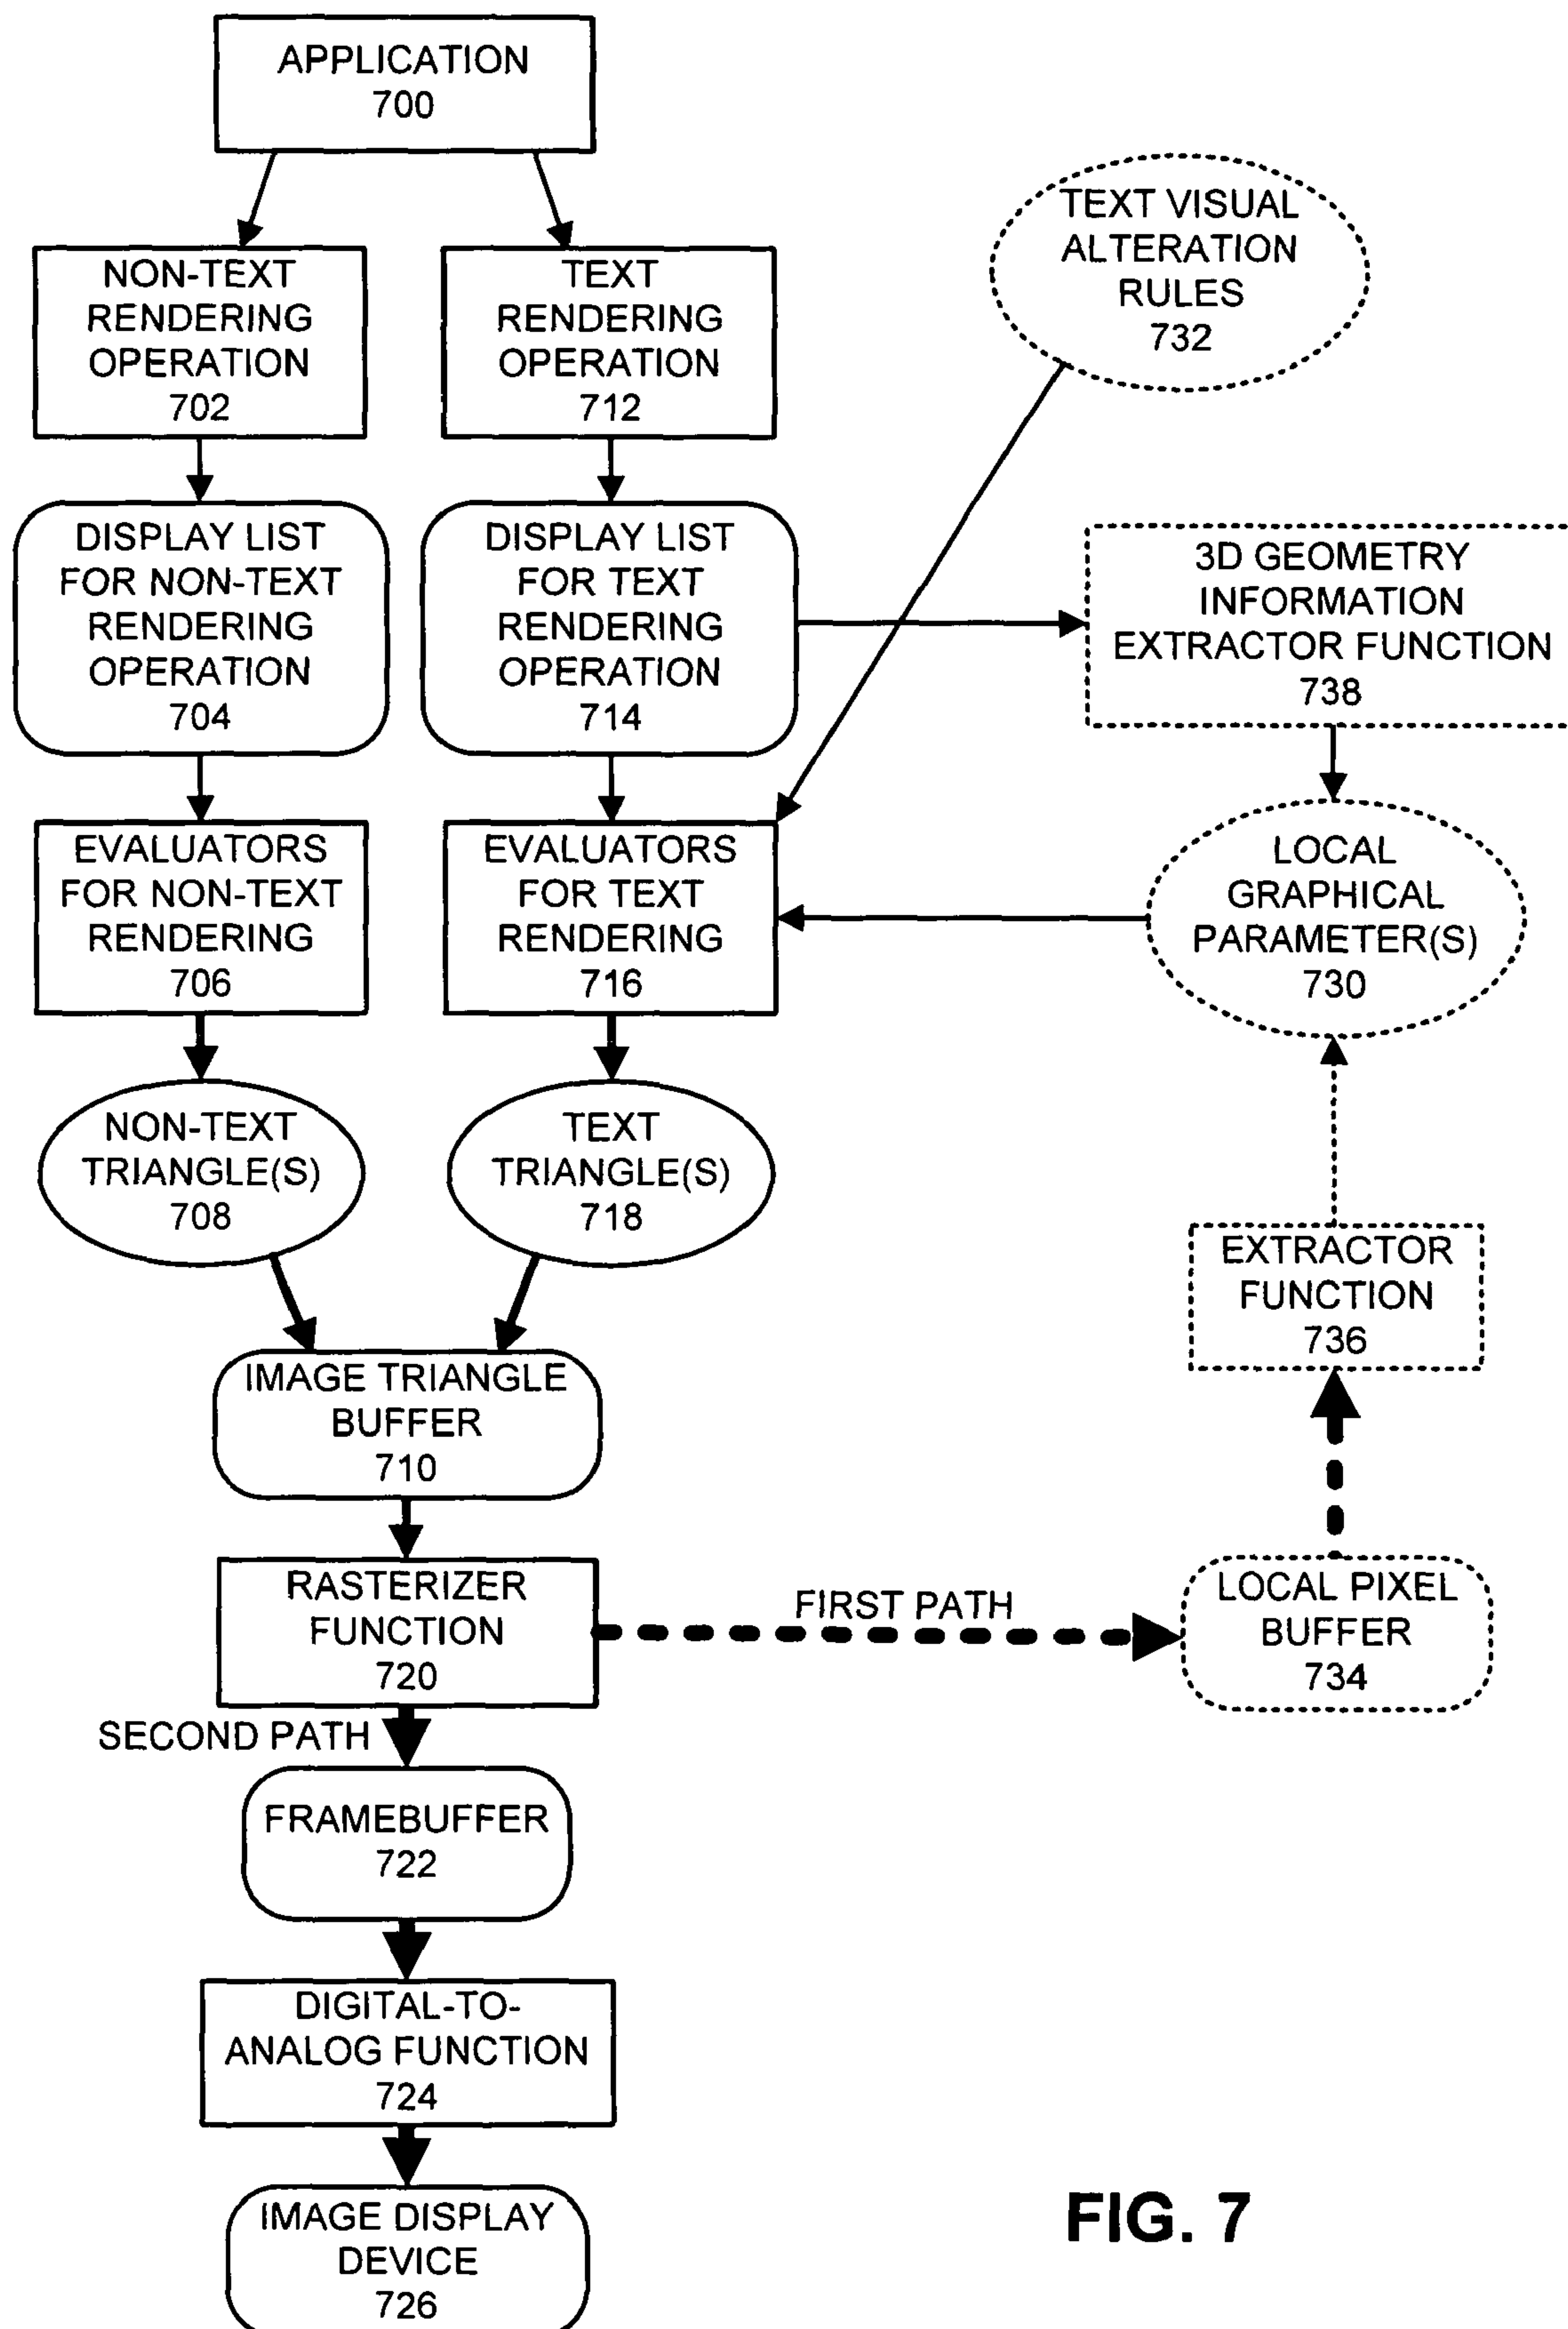 APPLICATION
700
NON-TEXT
RENDERING
OPERATION
702
TEXT
RENDERING
OPERATION
712
TEXT VISUAL
ALTERATION
RULES
732
DISPLAY LIST
FOR NON-TEXT
RENDERING
OPERATION
704
DISPLAY LIST
FOR TEXT
RENDERING
OPERATION
714
3D GEOMETRY
INFORMATION
EXTRACTOR FUNCTION
738
EVALUATORS
FOR NON-TEXT
RENDERING
706
EVALUATORS
FOR TEXT
RENDERING
716
LOCAL
GRAPHICAL
PARAMETER(S)
730
NON-TEXT
TRIANGLE(S)
708
TEXT
TRIANGLE(S)
718
EXTRACTOR
FUNCTION
736
IMAGE TRIANGLE
BUFFER
710
RASTERIZER
FUNCTION
720
FIRST PATH
LOCAL PIXEL
BUFFER
734
SECOND PATH
FRAMEBUFFER
722
DIGITAL-TO-
ANALOG FUNCTION
724
IMAGE DISPLAY
DEVICE
726
FIG. 7